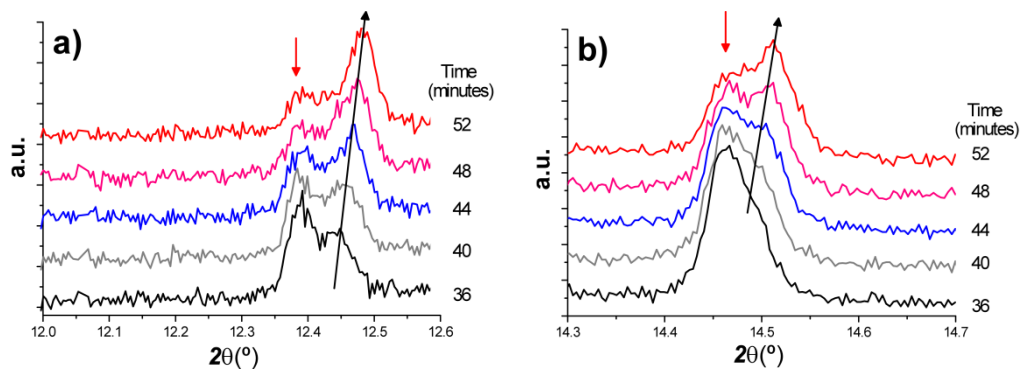 a)
Time
(minutes)
52
48
44
40
36
a.u.
12.0 12.1 12.2 12.3 12.4 12.5 12.6
2θ(º)
b)
Time
(minutes)
52
48
44
40
36
a.u.
14.3 14.4 14.5 14.6 14.7
2θ(º)